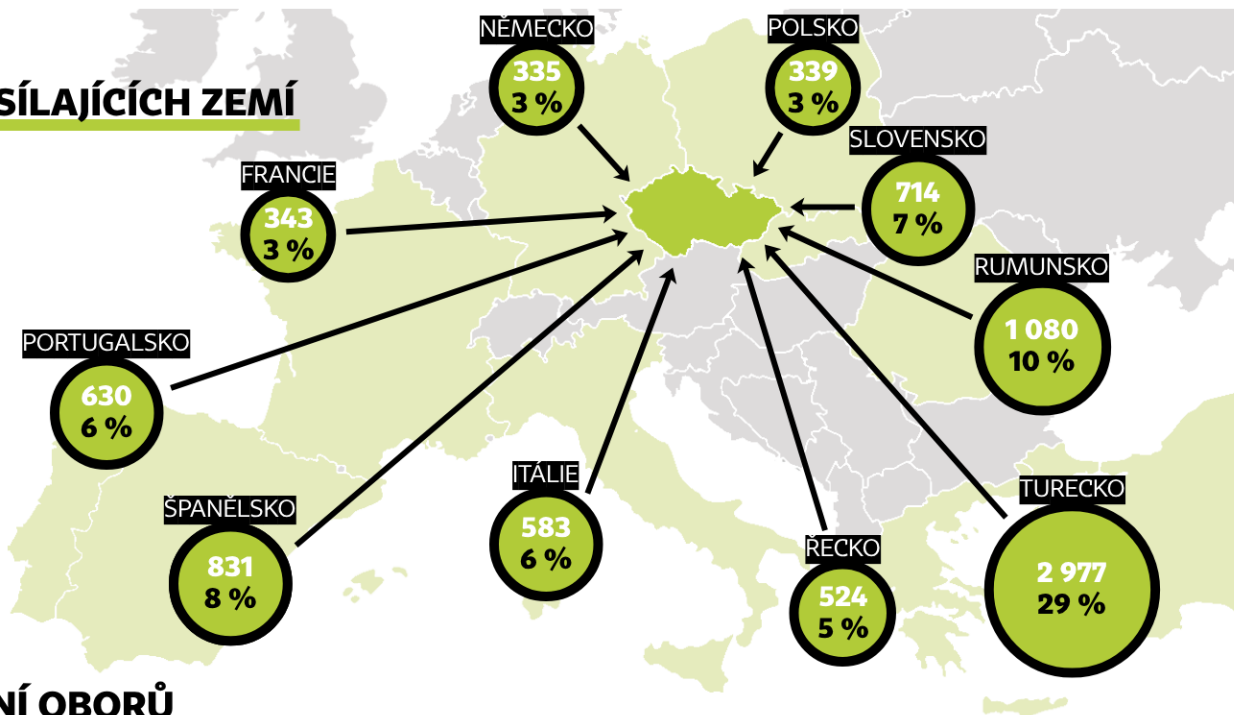 NĚMECKO
335
3 %
POLSKO
339
3 %
SÍLAJÍCÍCH ZEMÍ
SLOVENSKO
714
7 %
FRANCIE
343
3 %
RUMUNSKO
1 080
10 %
PORTUGALSKO
630
6 %
ITÁLIE
583
6 %
TURECKO
2 977
29 %
ŠPANĚLSKO
831
8 %
ŘECKO
524
5 %
NÍ OBORŮ